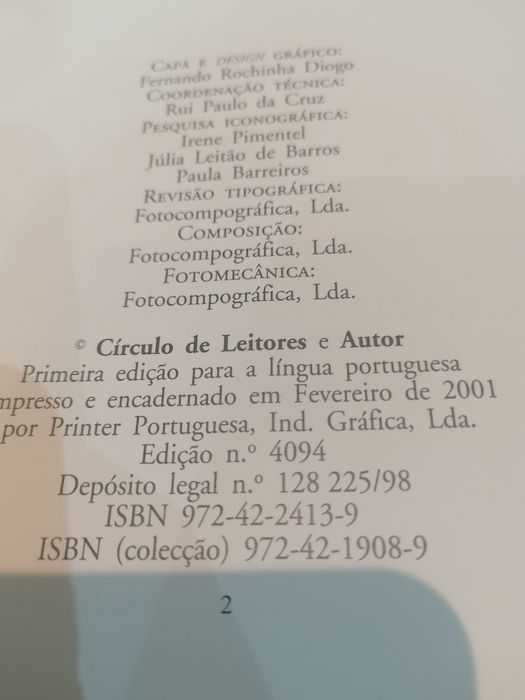 CAPA E DESIGN GRÁFICO:
Fernando Rochinha Diogo
COORDENAÇÃO TÉCNICA:
Rui Paulo da Cruz
PESQUISA ICONOGRÁFICA:
Irene Pimentel
Júlia Leitão de Barros
Paula Barreiros
REVISÃO TIPOGRÁFICA:
Fotocompográfica, Lda.
COMPOSIÇÃO:
Fotocompográfica, Lda.
FOTOMECÂNICA:
Fotocompográfica, Lda.
© Círculo de Leitores e Autor
Primeira edição para a língua portuguesa
mpresso e encadernado em Fevereiro de 2001
por Printer Portuguesa, Ind. Gráfica, Lda.
Edição n.º 4094
Depósito legal n.º 128 225/98
ISBN 972-42-2413-9
ISBN (colecção) 972-42-1908-9
2